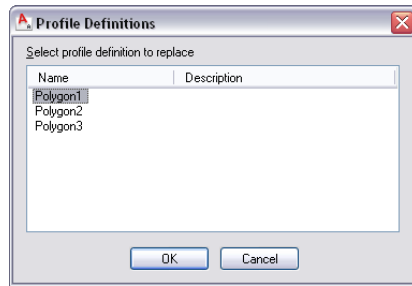 Profile Definitions
Select profile definition to replace
Name Description
Polygon1
Polygon2
Polygon3
OK Cancel